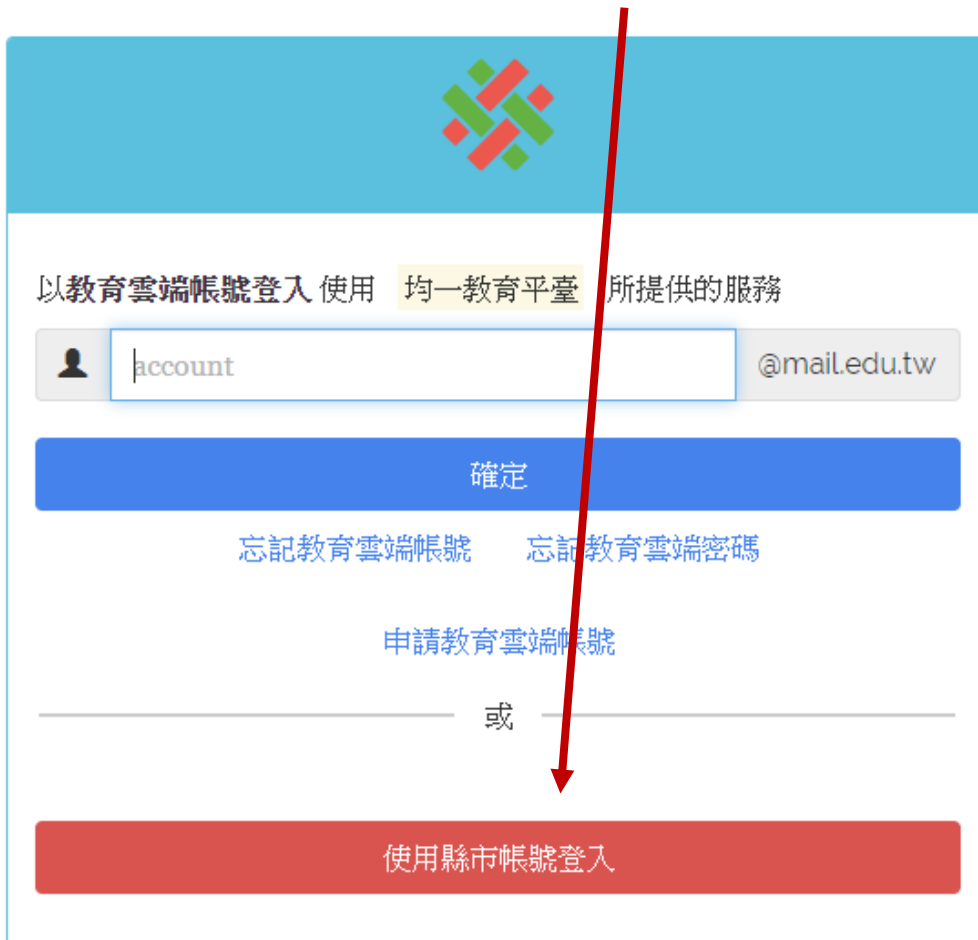 以教育雲端帳號登入 使用 均一教育平臺 所提供的服務
account @mail.edu.tw
確定
忘記教育雲端帳號 忘記教育雲端密碼
申請教育雲端帳號
或
使用縣市帳號登入